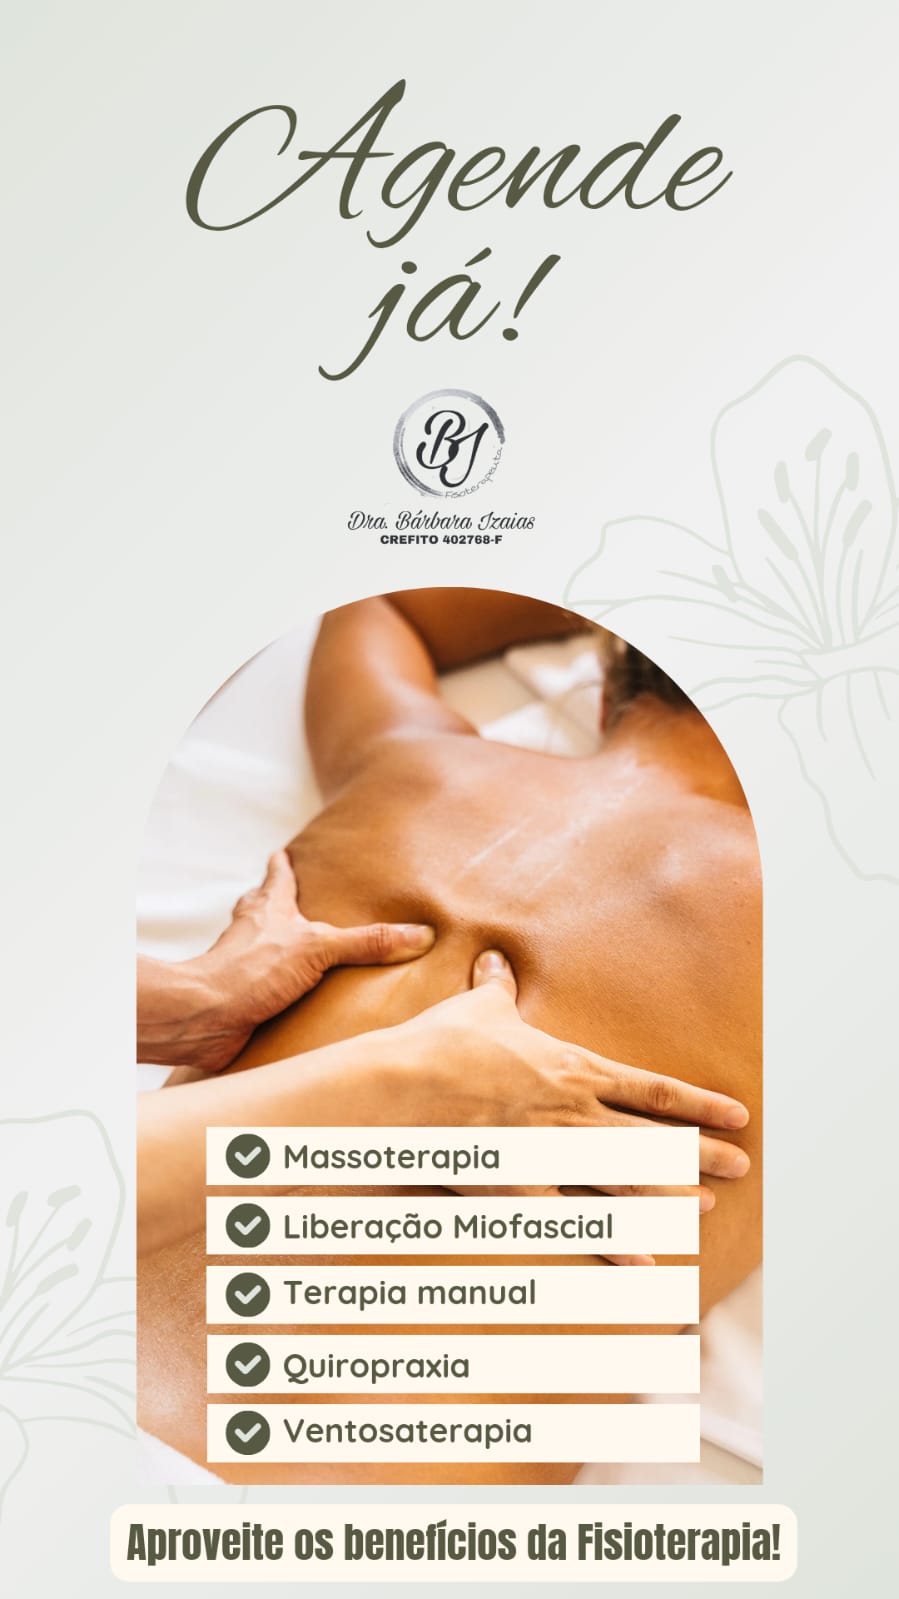 Agende
já!
BJ
Fisioterapeuta
Dra. Bárbara Izaias
CREFITO 402768-F
Massoterapia
Liberação Miofascial
Terapia manual
Quiropraxia
Ventosaterapia
Aproveite os benefícios da Fisioterapia!